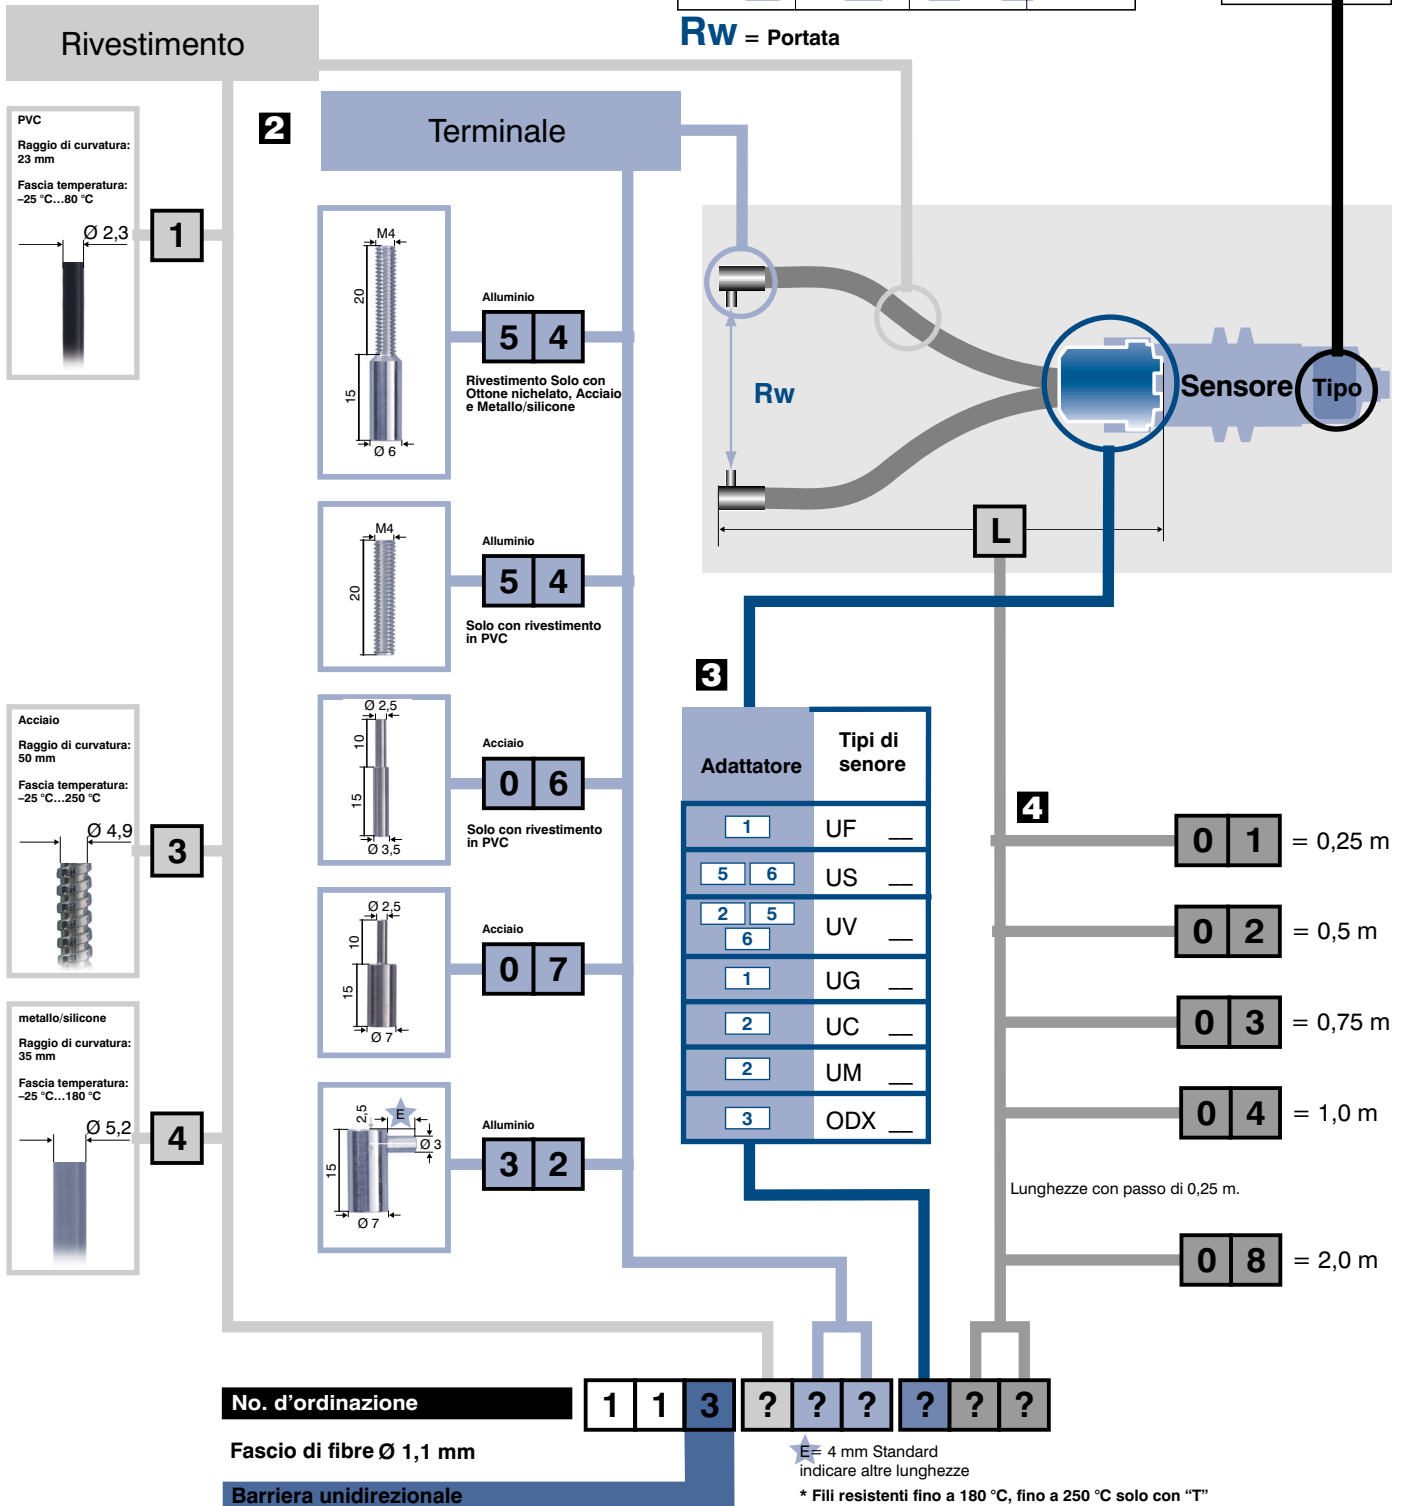 Rw = Portata
Rivestimento
PVC
Raggio di curvatura:
23 mm
Fascia temperatura:
–25 °C...80 °C
Ø 2,3
1
Acciaio
Raggio di curvatura:
50 mm
Fascia temperatura:
–25 °C...250 °C
Ø 4,9
3
metallo/silicone
Raggio di curvatura:
35 mm
Fascia temperatura:
–25 °C...180 °C
Ø 5,2
4
2
Terminale
M4
20
15
Ø 6
Alluminio
5 4
Rivestimento Solo con
Ottone nichelato, Acciaio
e Metallo/silicone
M4
20
Alluminio
5 4
Solo con rivestimento
in PVC
Ø 2,5
10
15
Ø 3,5
Acciaio
0 6
Solo con rivestimento
in PVC
Ø 2,5
10
15
Ø 7
Acciaio
0 7
2,5
E
Ø 3
15
Ø 7
Alluminio
3 2
Rw
Sensore
Tipo
L
3
Adattatore
Tipi di
senore
1 UF __
5 6 US __
2 5
6 UV __
1 UG __
2 UC __
2 UM __
3 ODX __
4
0 1 = 0,25 m
0 2 = 0,5 m
0 3 = 0,75 m
0 4 = 1,0 m
Lunghezze con passo di 0,25 m.
0 8 = 2,0 m
No. d'ordinazione
1 1 3 ? ? ? ? ? ?
Fascio di fibre Ø 1,1 mm
Barriera unidirezionale
E= 4 mm Standard
indicare altre lunghezze
* Fili resistenti fino a 180 °C, fino a 250 °C solo con “T”